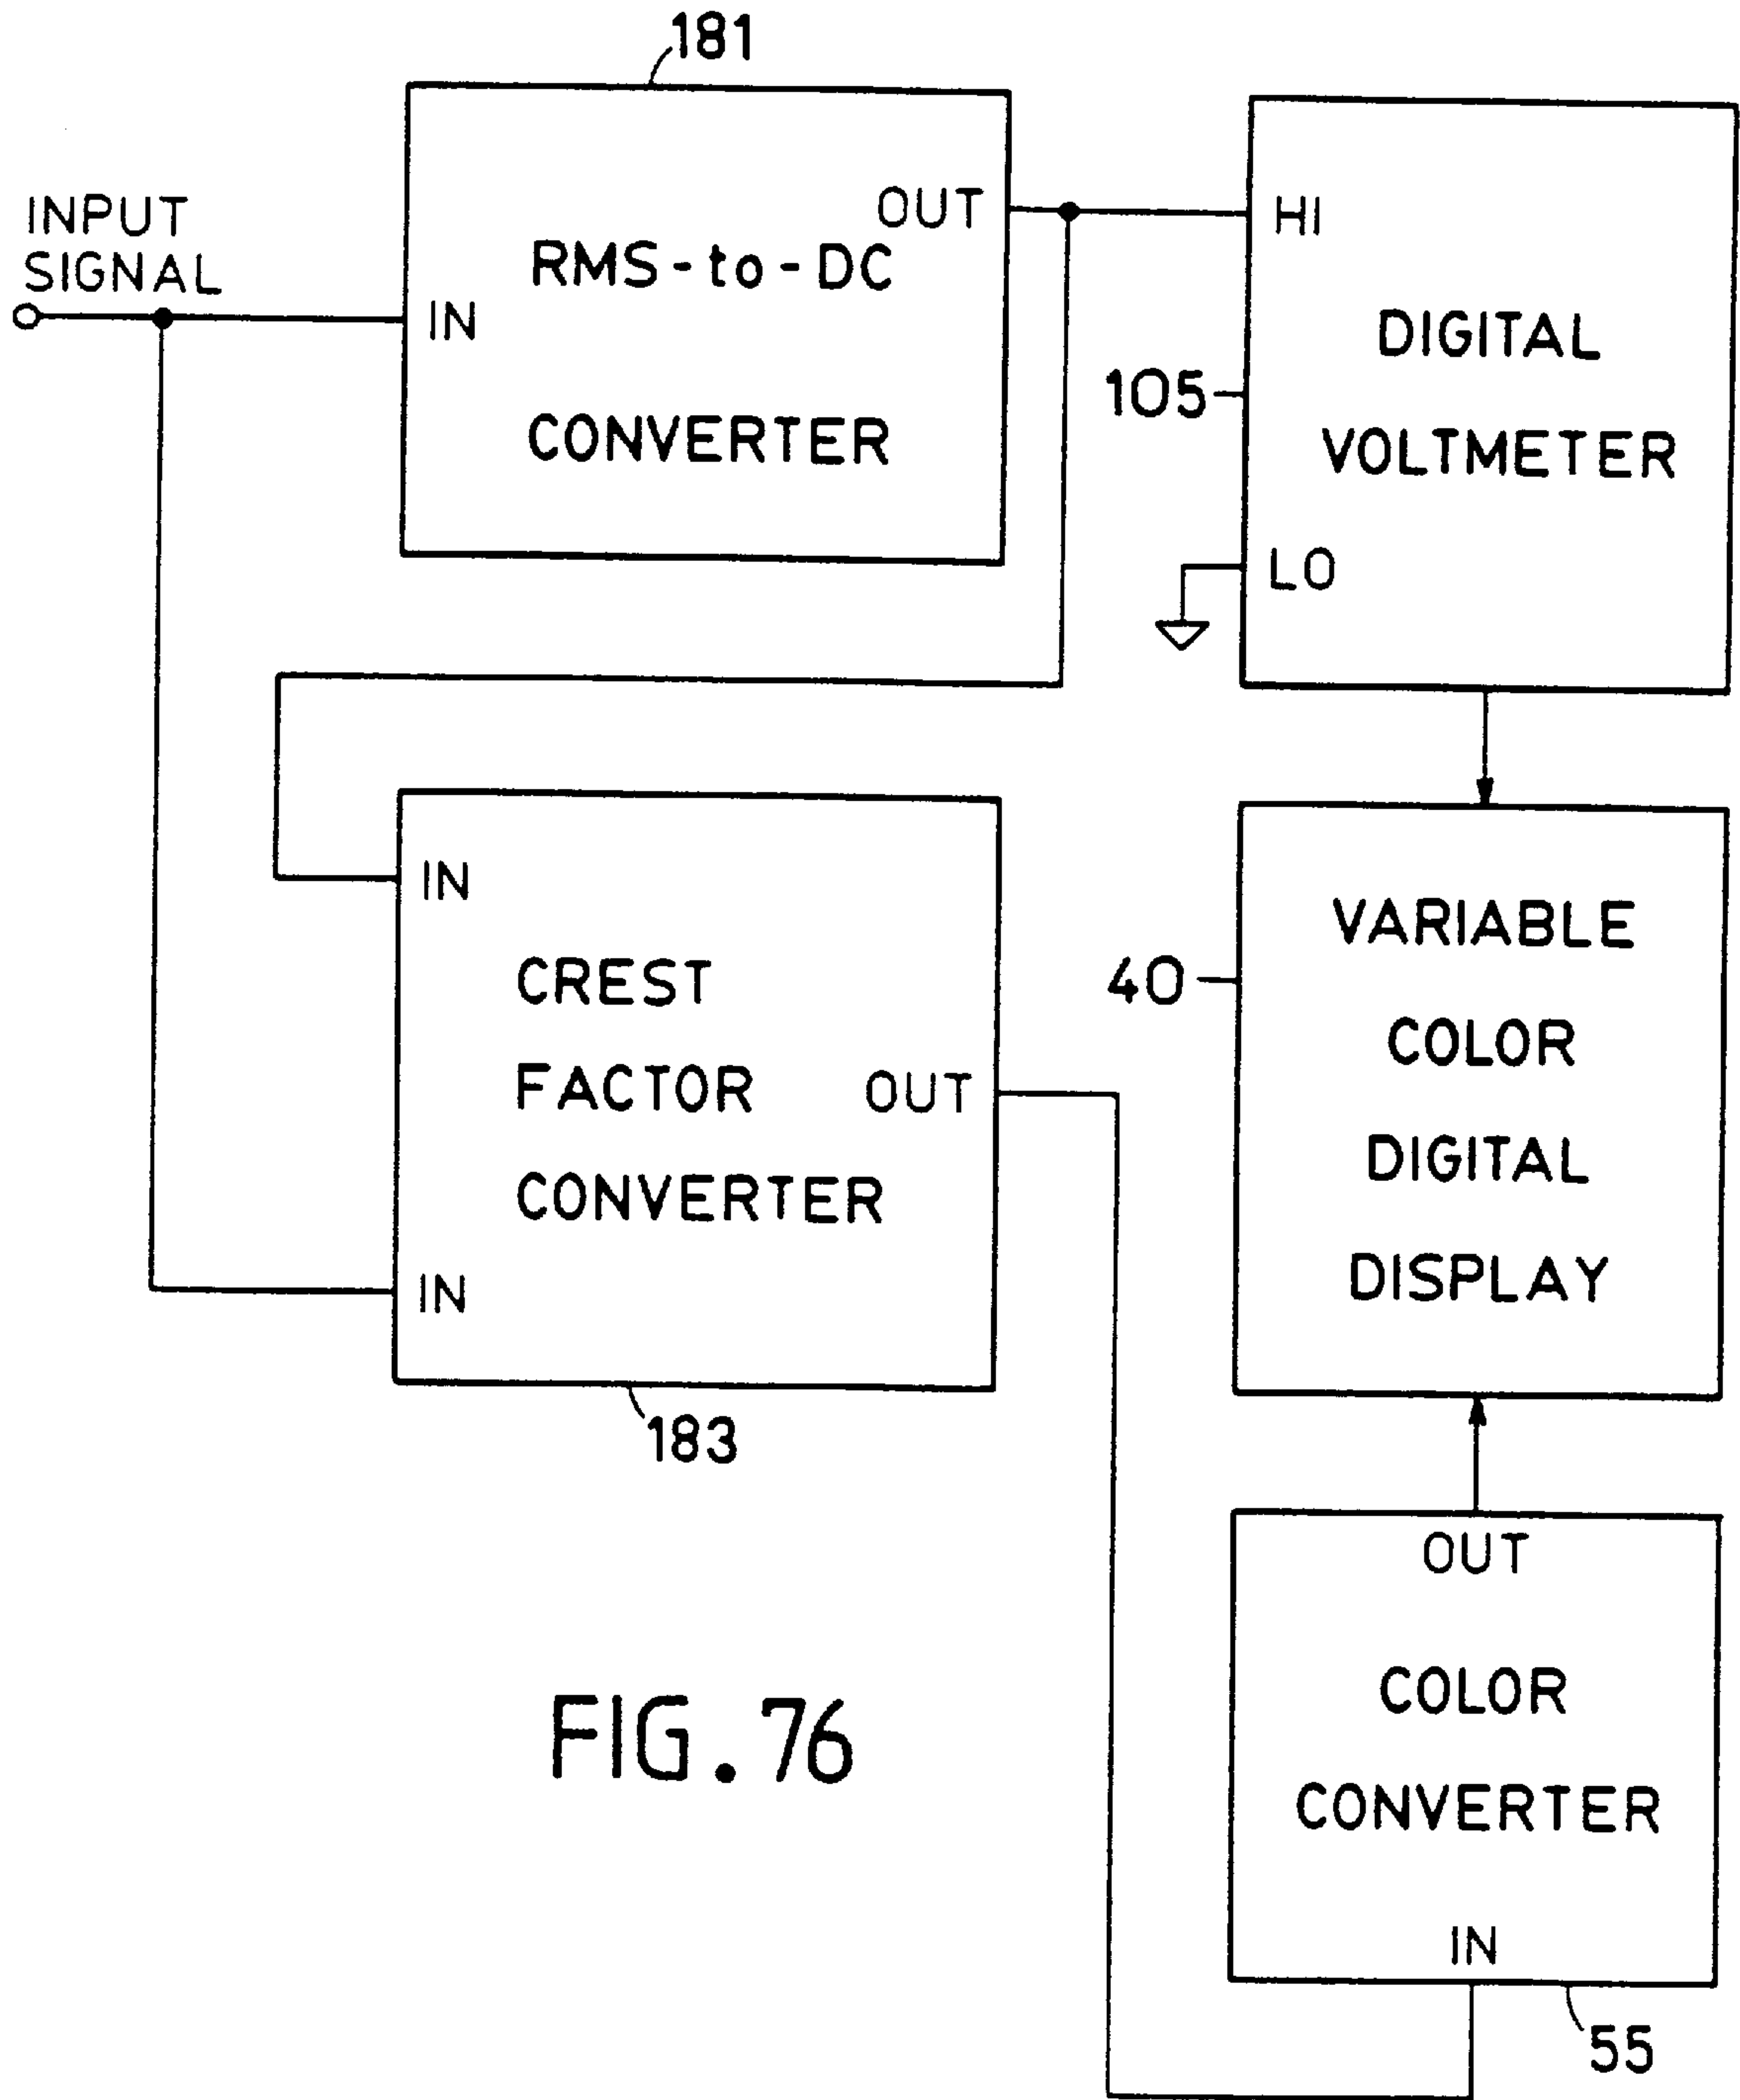 181
INPUT
SIGNAL
IN
OUT
RMS-to-DC
CONVERTER
HI
DIGITAL
VOLTMETER
105
LO
IN
CREST
FACTOR
CONVERTER
OUT
IN
183
VARIABLE
COLOR
DIGITAL
DISPLAY
40
OUT
COLOR
CONVERTER
IN
55
FIG. 76